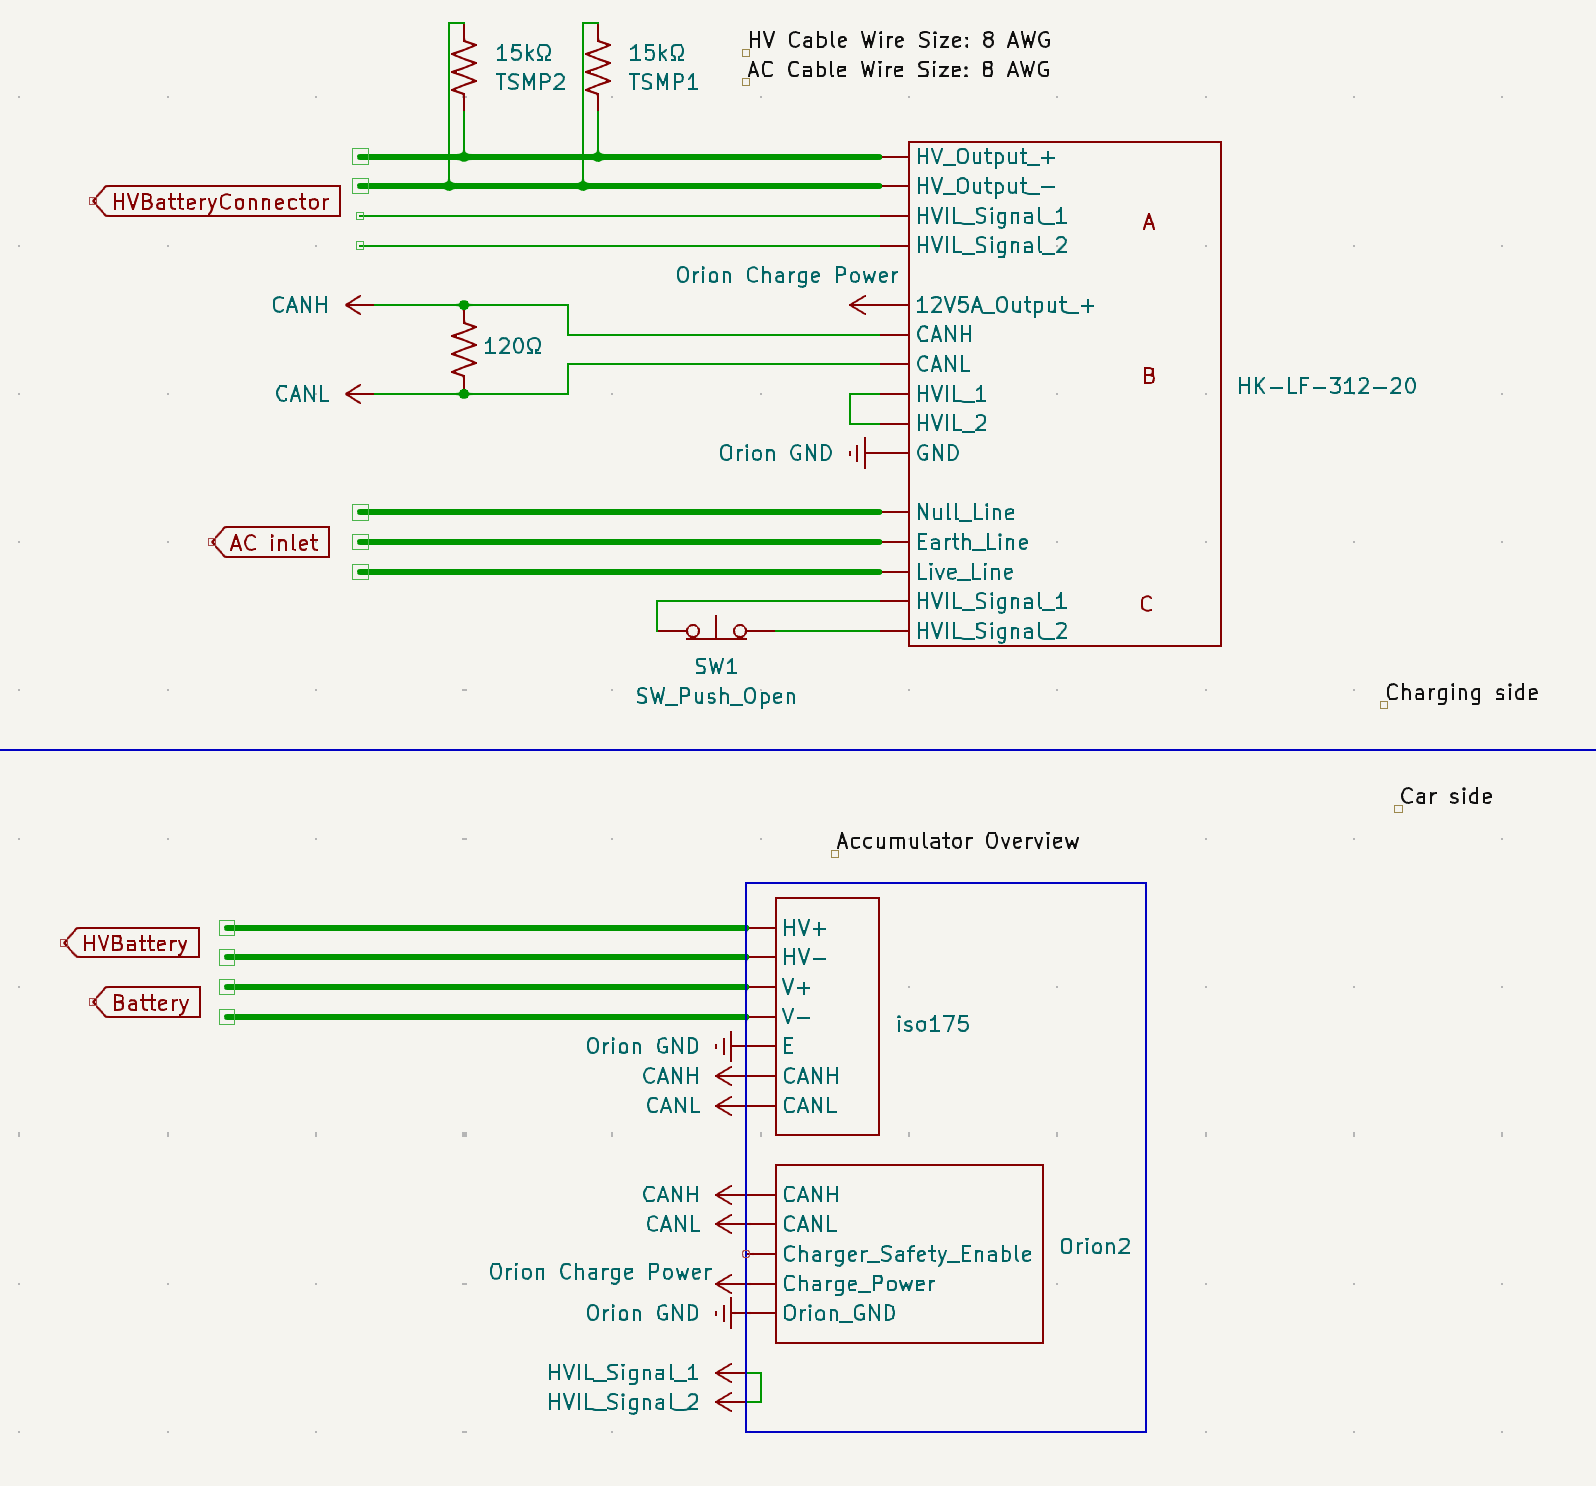 15kΩ
TSMP2
15kΩ
TSMP1
HV Cable Wire Size: 8 AWG
AC Cable Wire Size: 8 AWG
HVBatteryConnector
HV_Output_+
HV_Output_-
HVIL_Signal_1
HVIL_Signal_2
A
Orion Charge Power
12V5A_Output_+
CANH
CANL
120Ω
CANH
CANL
HVIL_1
HVIL_2
B
HK-LF-312-20
Orion GND
GND
AC inlet
Null_Line
Earth_Line
Live_Line
HVIL_Signal_1
HVIL_Signal_2
C
SW1
SW_Push_Open
Charging side
Car side
Accumulator Overview
HVBattery
Battery
HV+
HV-
V+
V-
Orion GND
E
CANH
CANH
CANL
CANL
iso175
CANH
CANH
CANL
CANL
Charger_Safety_Enable
Orion2
Orion Charge Power
Charge_Power
Orion GND
Orion_GND
HVIL_Signal_1
HVIL_Signal_2